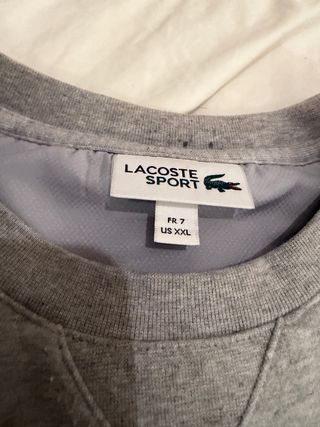 LACOSTE
SPORT
FR 7
US XXL